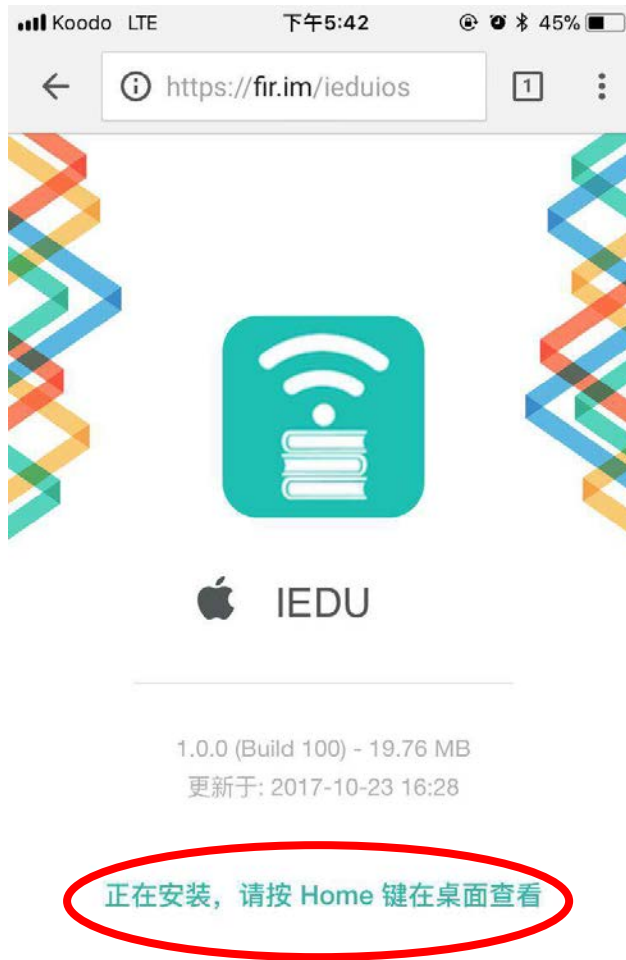 Koodo LTE 下午5:42 45%
https://fir.im/ieduios 1
IEDU
1.0.0 (Build 100) - 19.76 MB
更新于: 2017-10-23 16:28
正在安装，请按 Home 键在桌面查看